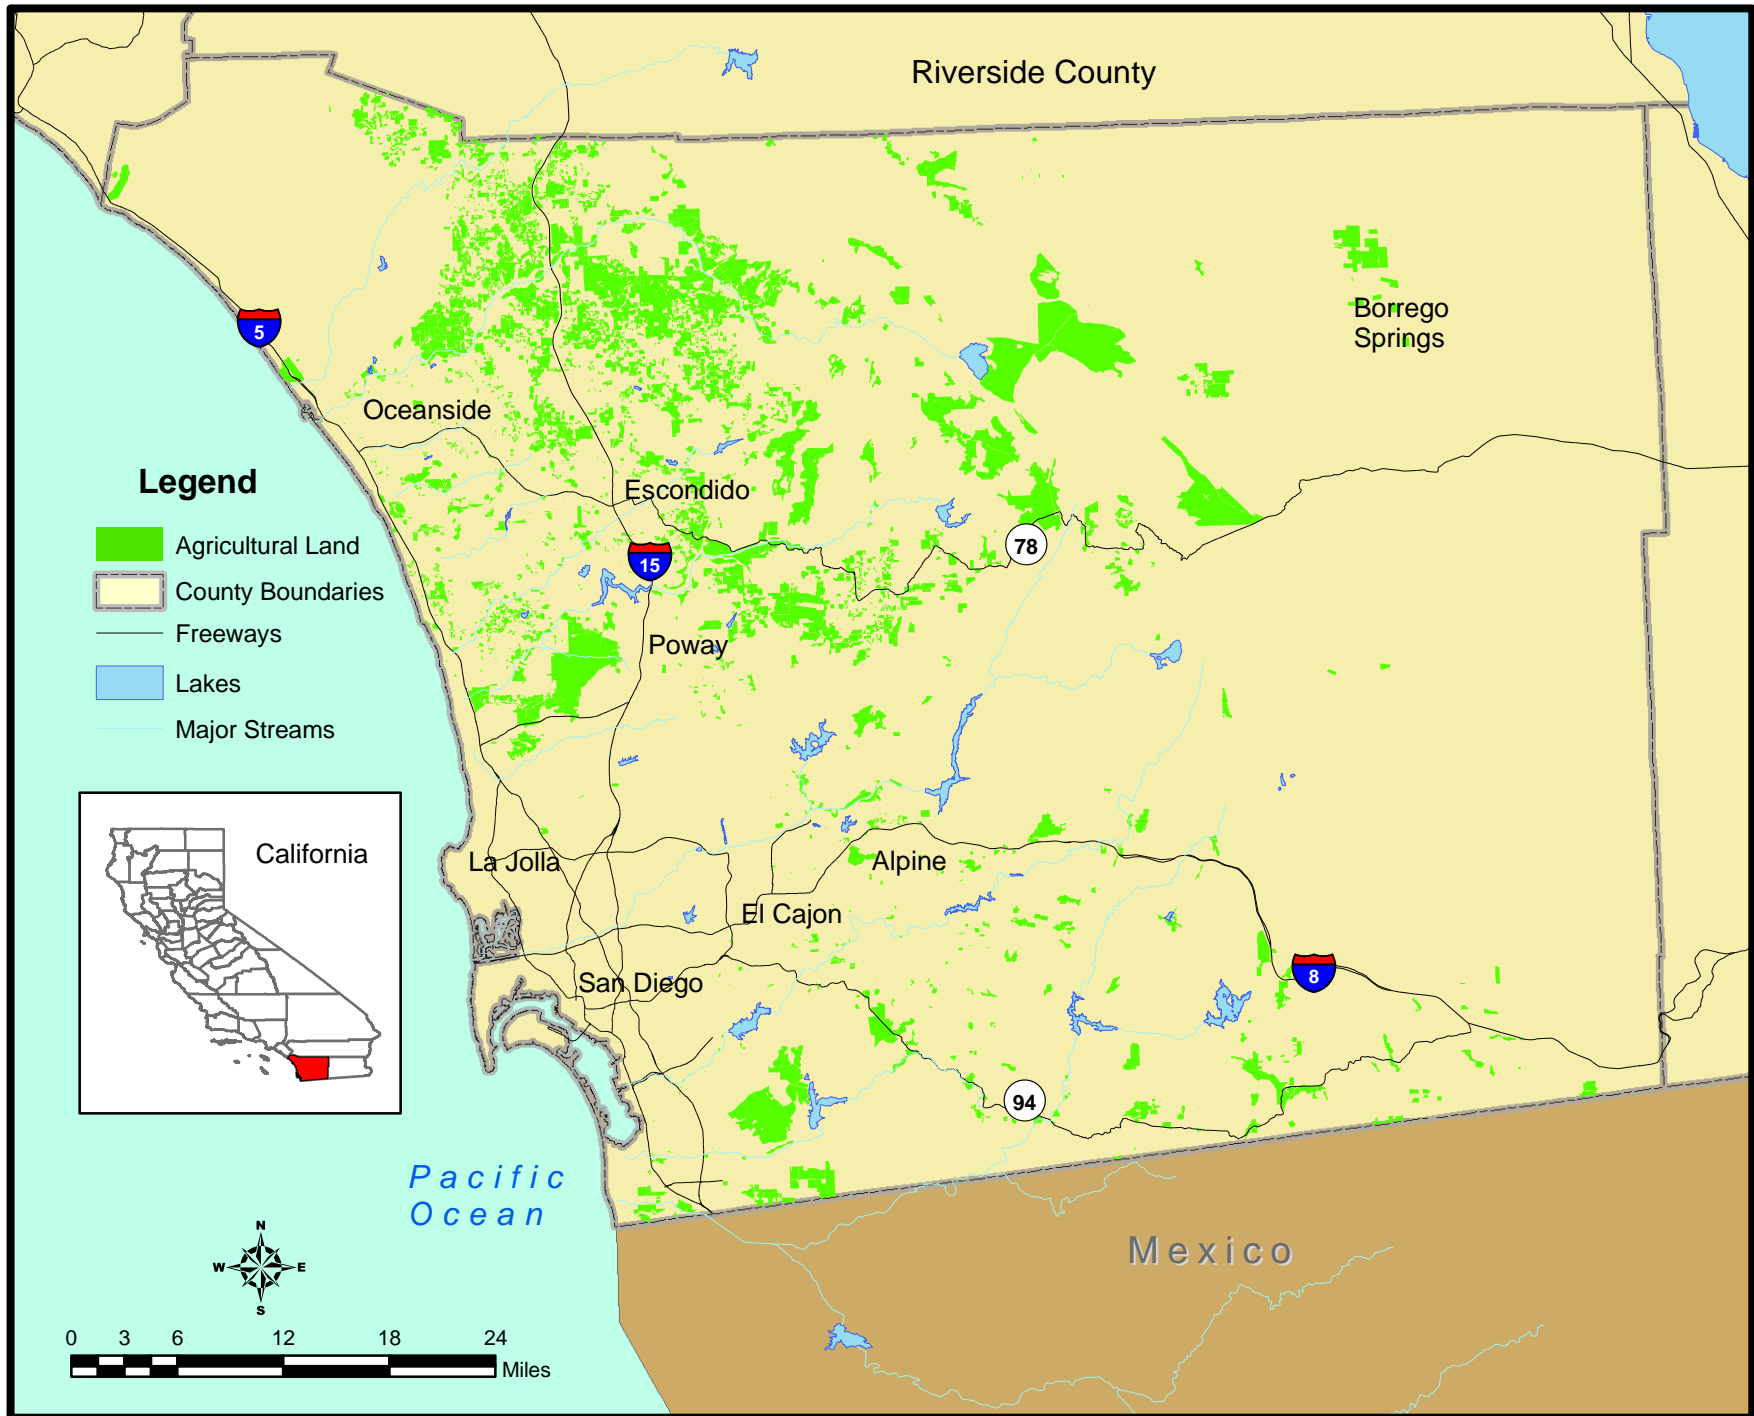 Riverside County
Borrego
Springs
5
Oceanside
Legend
Escondido
Agricultural Land
78
15
County Boundaries
Freeways
Poway
Lakes
Major Streams
California
La Jolla
Alpine
El Cajon
San Diego
8
94
Pacific
Ocean
Mexico
N
W E
S
0 3 6 12 18 24
Miles